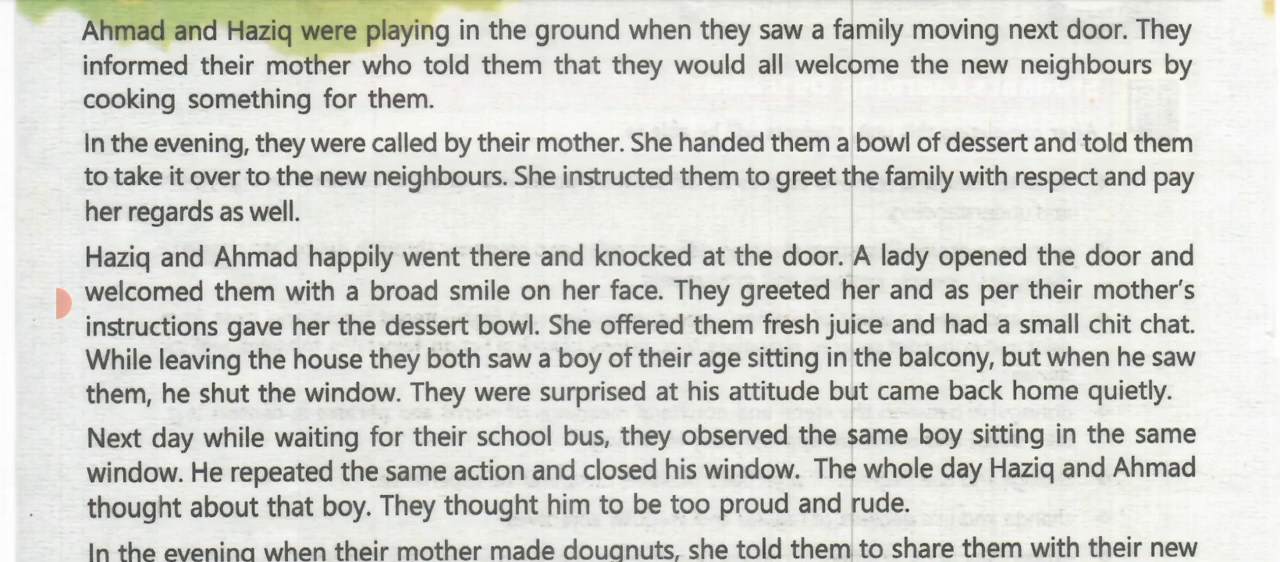 Ahmad and Haziq were playing in the ground when they saw a family moving next door. They
informed their mother who told them that they would all welcome the new neighbours by
cooking something for them.
In the evening, they were called by their mother. She handed them a bowl of dessert and told them
to take it over to the new neighbours. She instructed them to greet the family with respect and pay
her regards as well.
Haziq and Ahmad happily went there and knocked at the door. A lady opened the door and
welcomed them with a broad smile on her face. They greeted her and as per their mother's
instructions gave her the dessert bowl. She offered them fresh juice and had a small chit chat.
While leaving the house they both saw a boy of their age sitting in the balcony, but when he saw
them, he shut the window. They were surprised at his attitude but came back home quietly.
Next day while waiting for their school bus, they observed the same boy sitting in the same
window. He repeated the same action and closed his window. The whole day Haziq and Ahmad
thought about that boy. They thought him to be too proud and rude.
In the evening when their mother made dougnuts, she told them to share them with their new